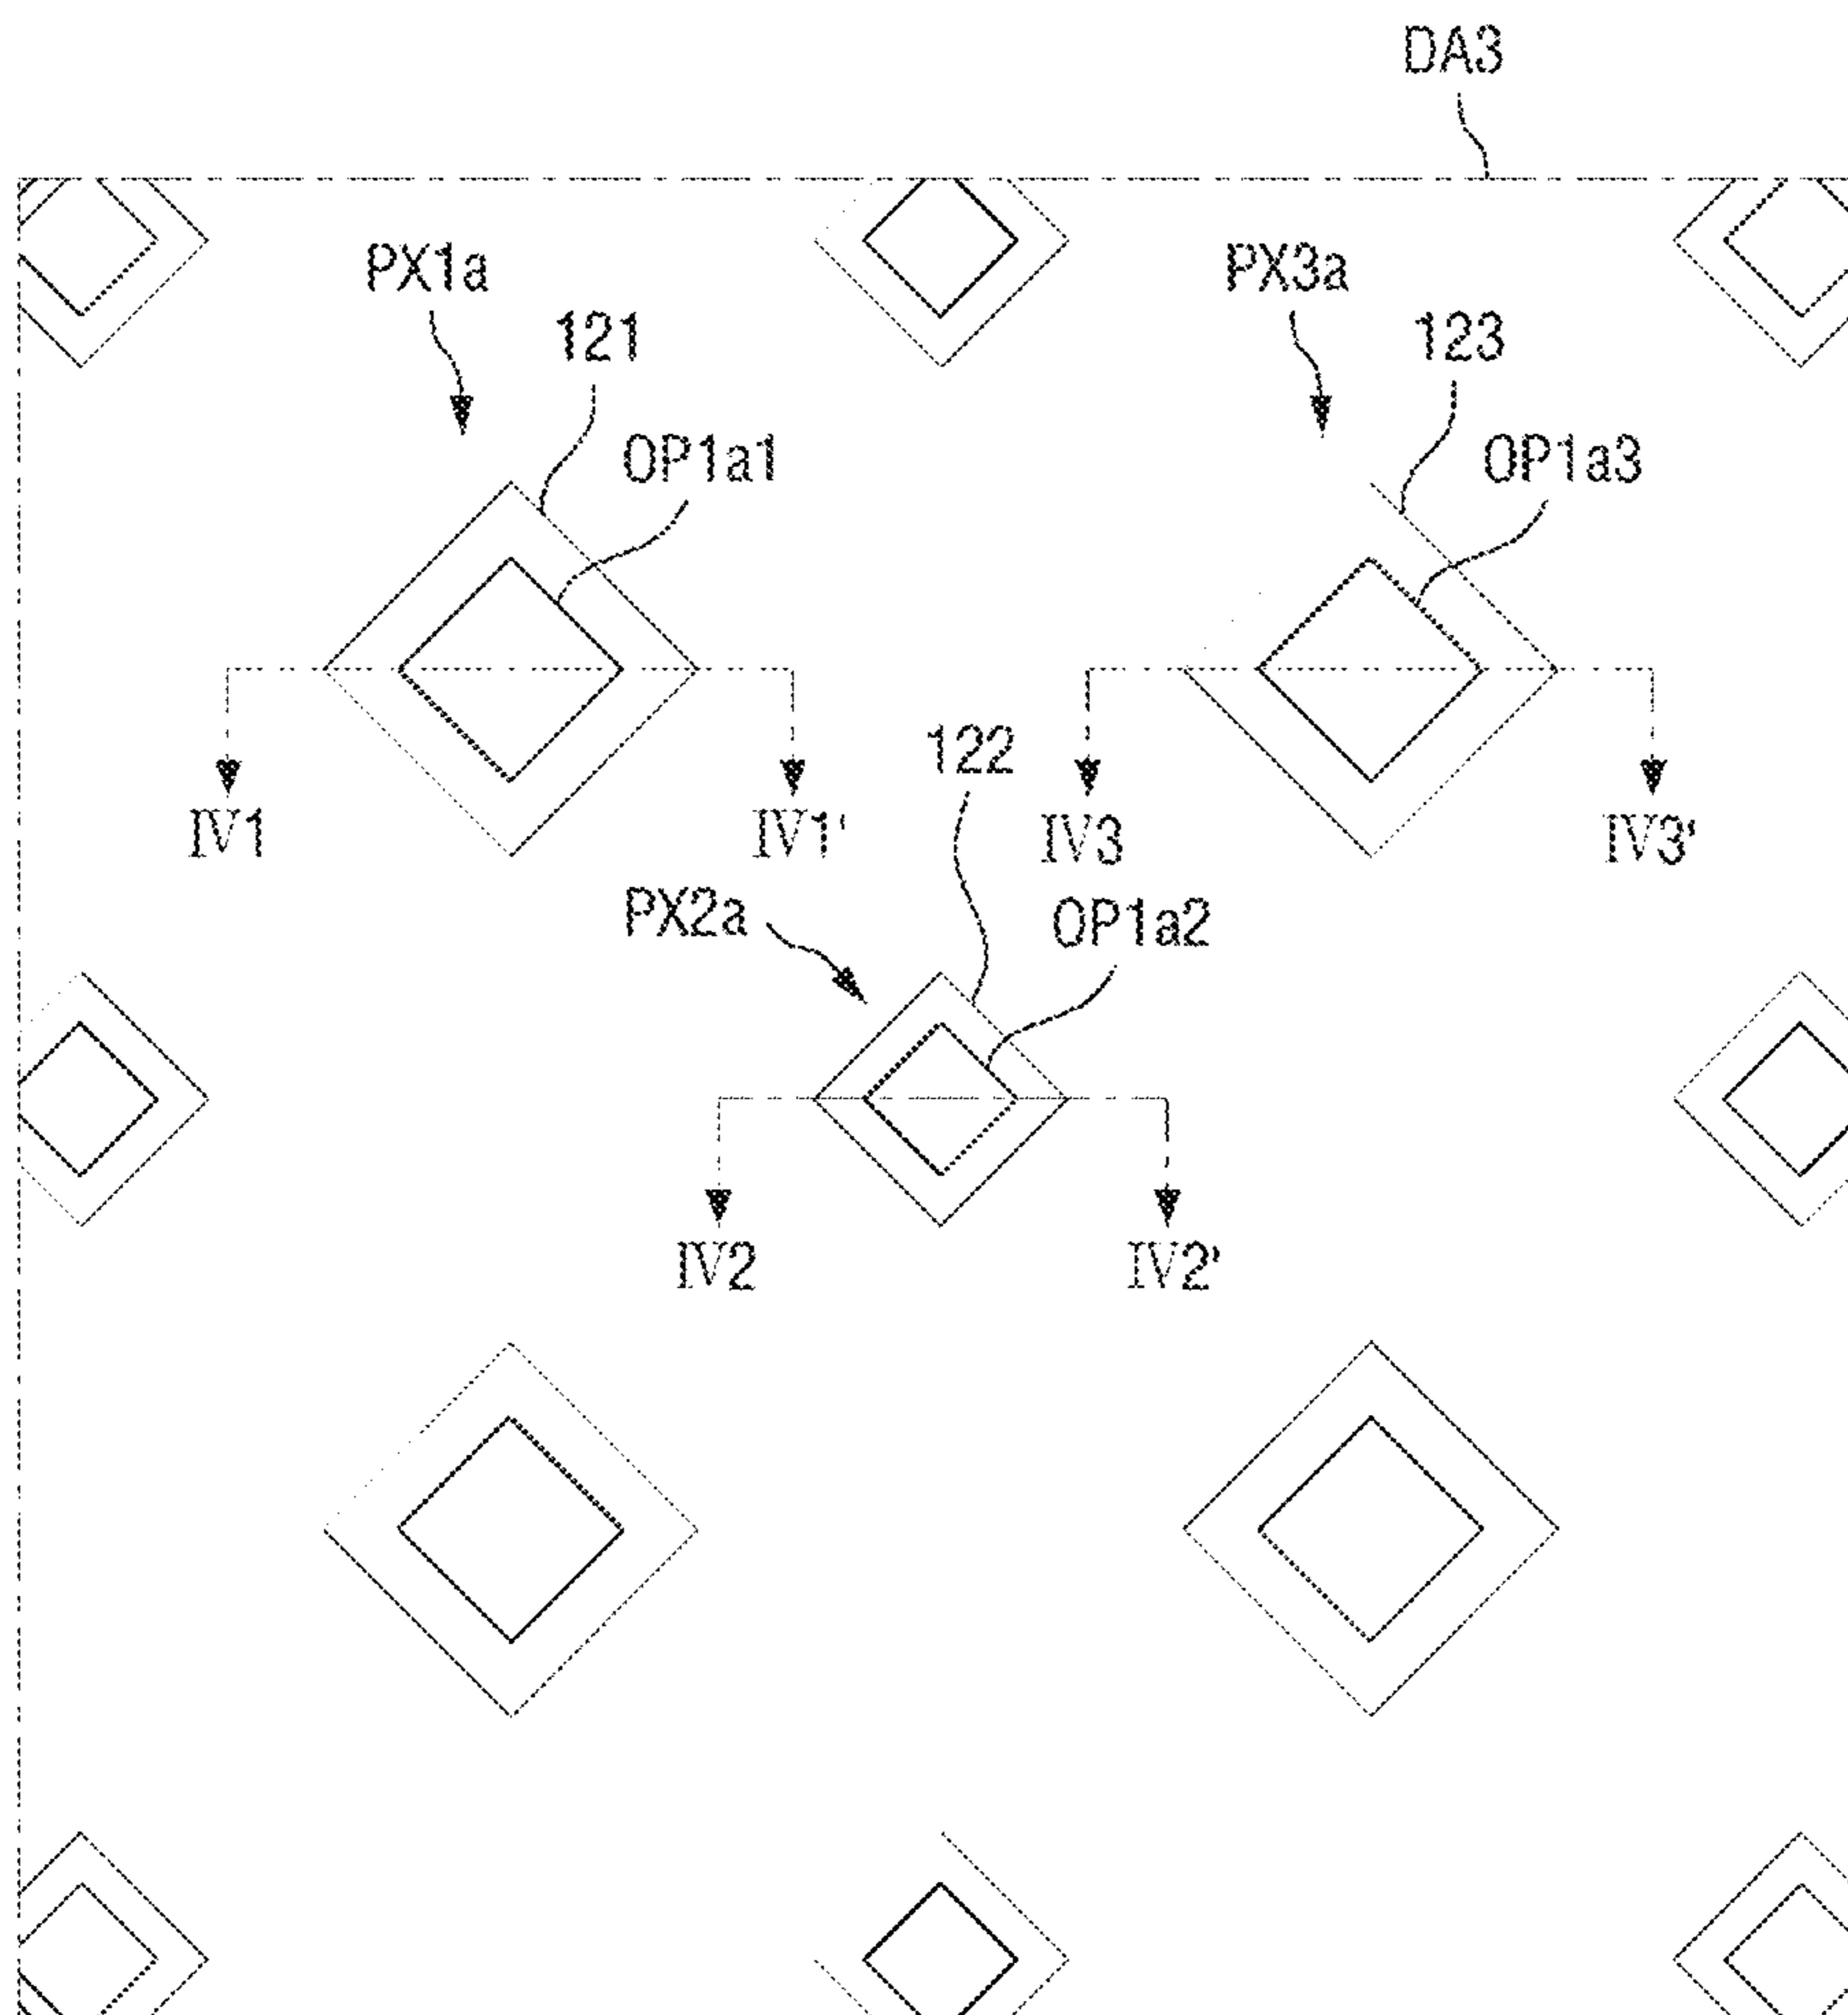 DA3
PX1a
PX3a
121
123
OP1a1
OP1a3
122
IV1
IV1'
IV3
IV3'
PX2a
OP1a2
IV2
IV2'